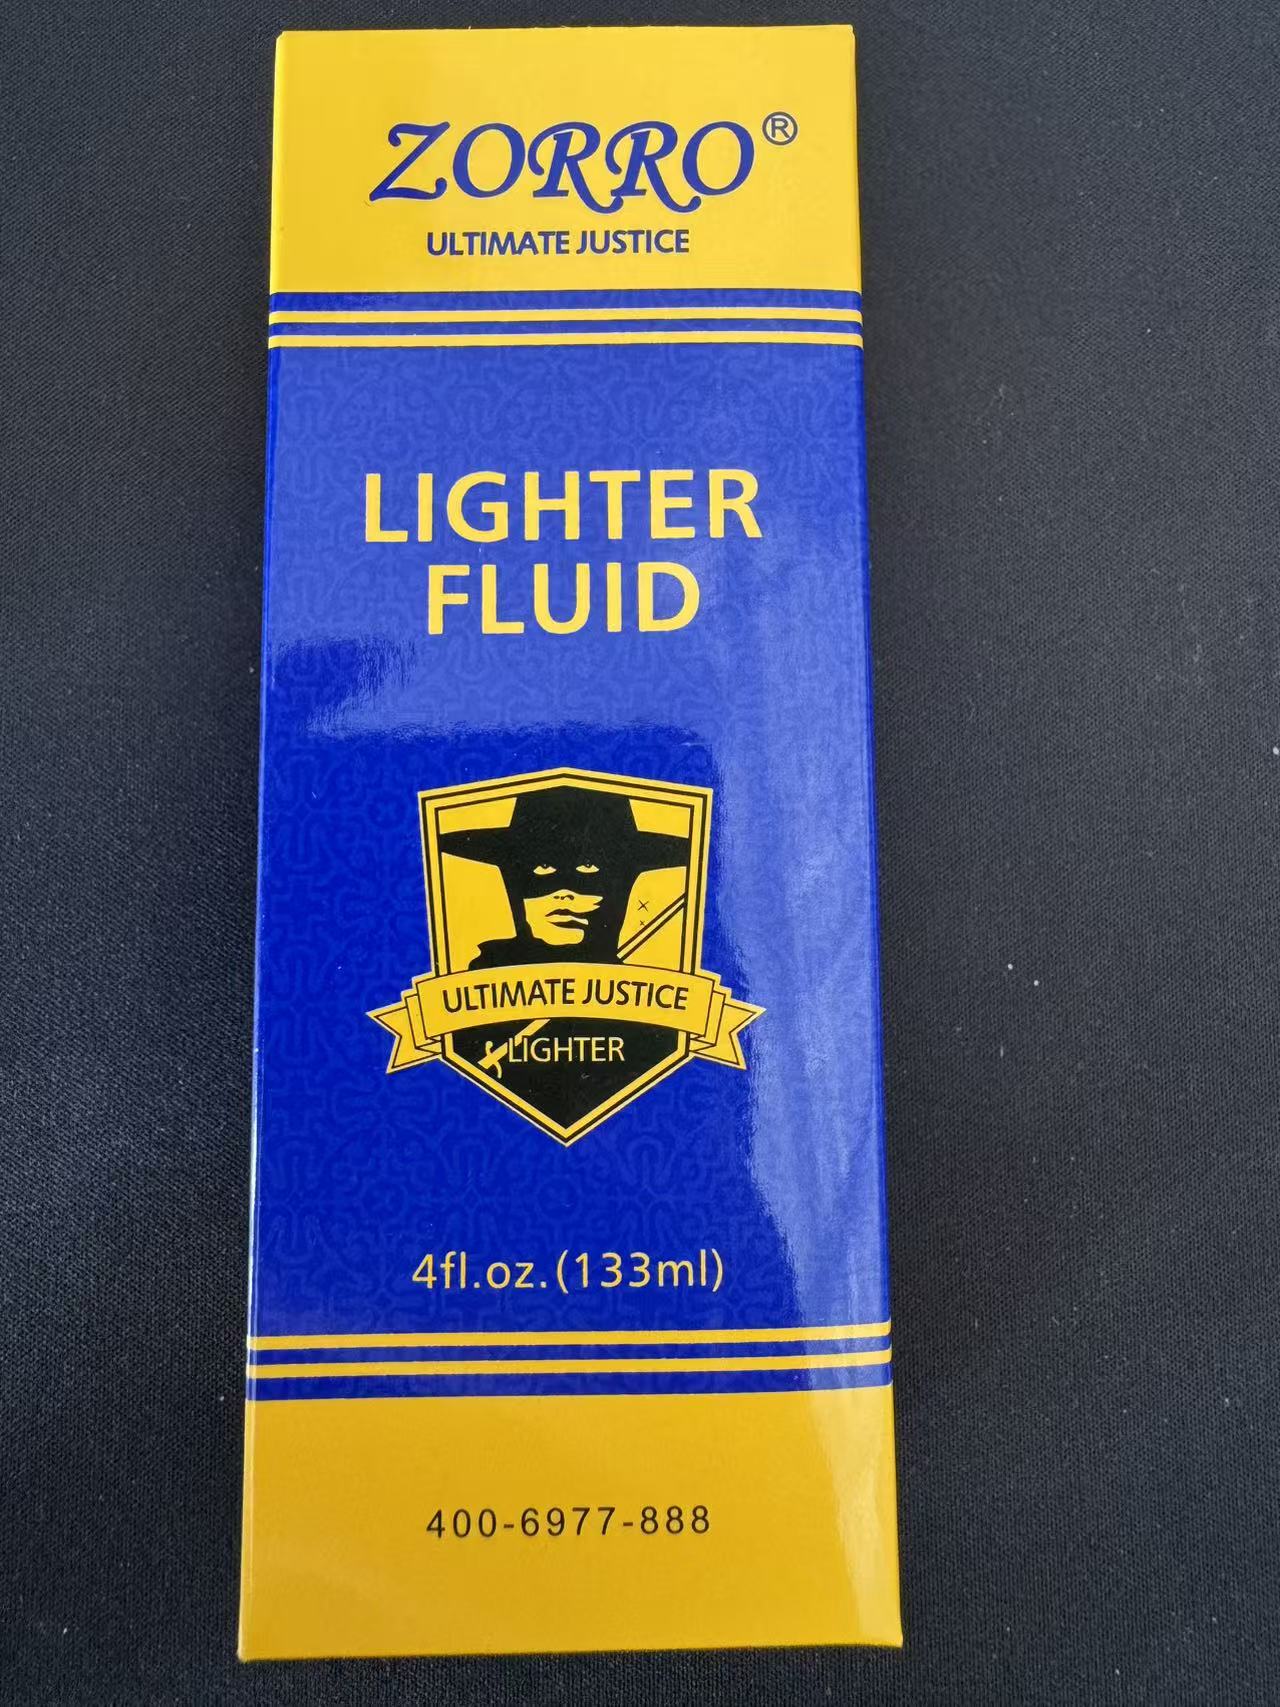 ZORRO®
ULTIMATE JUSTICE
LIGHTER
FLUID
ULTIMATE JUSTICE
LIGHTER
4fl.oz.(133ml)
400-6977-888